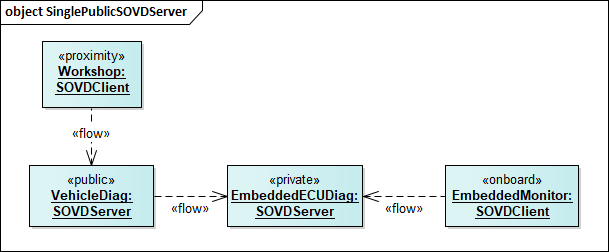 object SinglePublicSOVDServer
«proximity»
Workshop:
SOVDClient
«flow»
«public»
VehicleDiag:
SOVDServer
«flow»
«private»
EmbeddedECUDiag:
SOVDServer
«flow»
«onboard»
EmbeddedMonitor:
SOVDClient